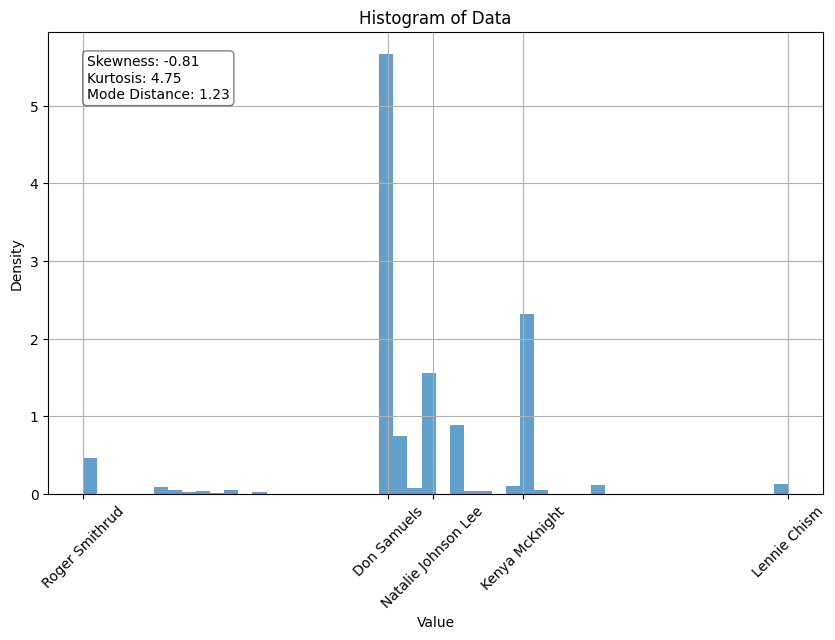 Histogram of Data
Skewness: -0.81
Kurtosis: 4.75
Mode Distance: 1.23
5
4
3
2
1
0
Density
Roger Smithrud
Don Samuels
Natalie Johnson Lee
Kenya McKnight
Lennie Chism
Value